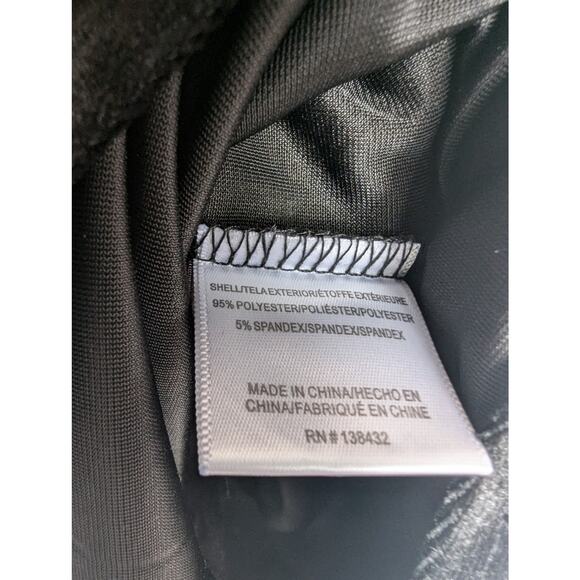 SHELL/TELA EXTERIOR/ÉTOFFE EXTÉRIEURE
95% POLYESTER/POLIÉSTER/POLYESTER
5% SPANDEX/SPANDEX/SPANDEX
MADE IN CHINA/HECHO EN
CHINA/FABRIQUÉ EN CHINE
RN # 138432